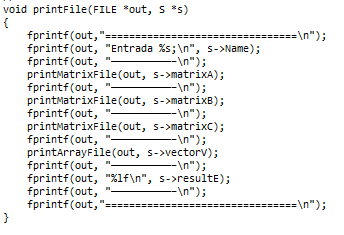 void printFile(FILE *out, S *s)
{
fprintf(out,"================================\n");
fprintf(out, "Entrada %s;\n", s->Name);
fprintf(out, "———————————\n");
printMatrixFile(out, s->matrixA);
fprintf(out, "———————————\n");
printMatrixFile(out, s->matrixB);
fprintf(out, "———————————\n");
printMatrixFile(out, s->matrixC);
fprintf(out, "———————————\n");
printArrayFile(out, s->vectorV);
fprintf(out, "———————————\n");
fprintf(out, "%lf\n", s->resultE);
fprintf(out, "———————————\n");
fprintf(out,"================================\n");
}